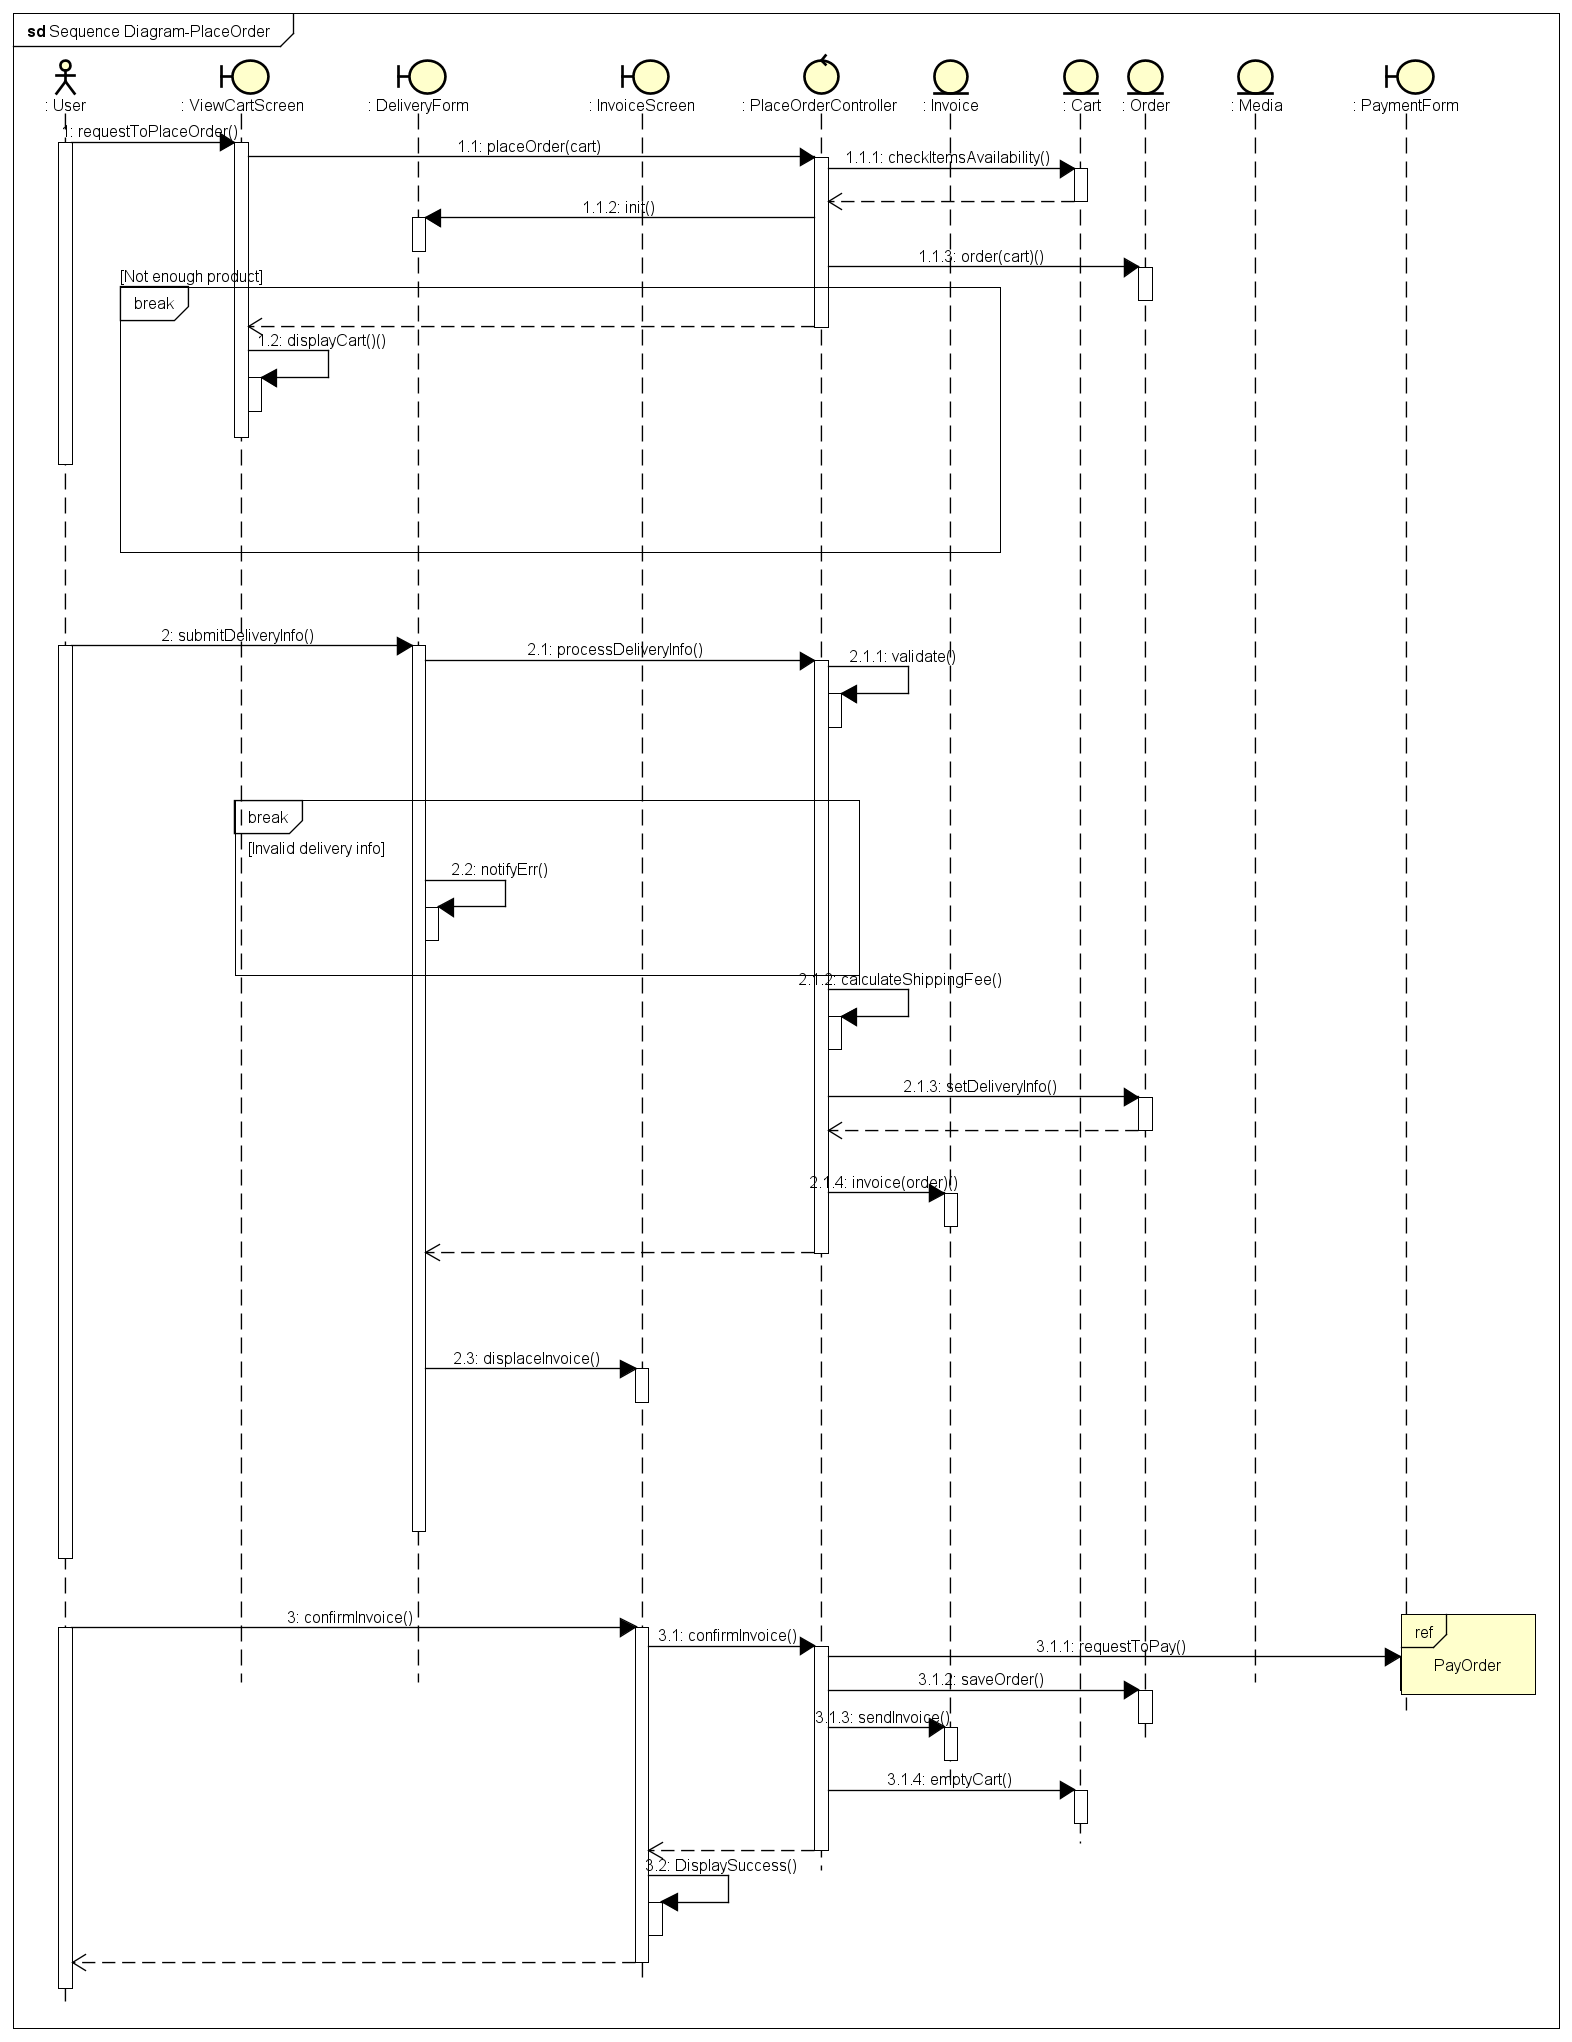 sd Sequence Diagram-PlaceOrder
: User
: ViewCartScreen
: DeliveryForm
: InvoiceScreen
: PlaceOrderController
: Invoice
: Cart
: Order
: Media
: PaymentForm
1: requestToPlaceOrder()
1.1: placeOrder(cart)
1.1.1: checkItemsAvailability()
1.1.2: init()
1.1.3: order(cart)()
[Not enough product]
break
1.2: displayCart()()
2: submitDeliveryInfo()
2.1: processDeliveryInfo()
2.1.1: validate()
break
[Invalid delivery info]
2.2: notifyErr()
2.1.2: calculateShippingFee()
2.1.3: setDeliveryInfo()
2.1.4: invoice(order)()
2.3: displaceInvoice()
3: confirmInvoice()
3.1: confirmInvoice()
ref
3.1.1: requestToPay()
PayOrder
3.1.2: saveOrder()
3.1.3: sendInvoice()
3.1.4: emptyCart()
3.2: DisplaySuccess()